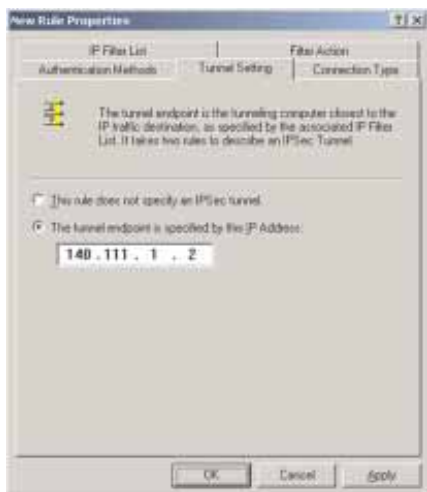 New Rule Properties
IP Filter List
Filter Action
Authentication Methods
Tunnel Setting
Connection Type
The tunnel endpoint is the tunneling computer closest to the
IP traffic destination, as specified by the associated IP Filter
List. It takes two rules to describe an IPSec Tunnel.
This rule does not specify an IPSec tunnel.
The tunnel endpoint is specified by this IP Address:
140 . 111 . 1 . 2
OK
Cancel
Apply